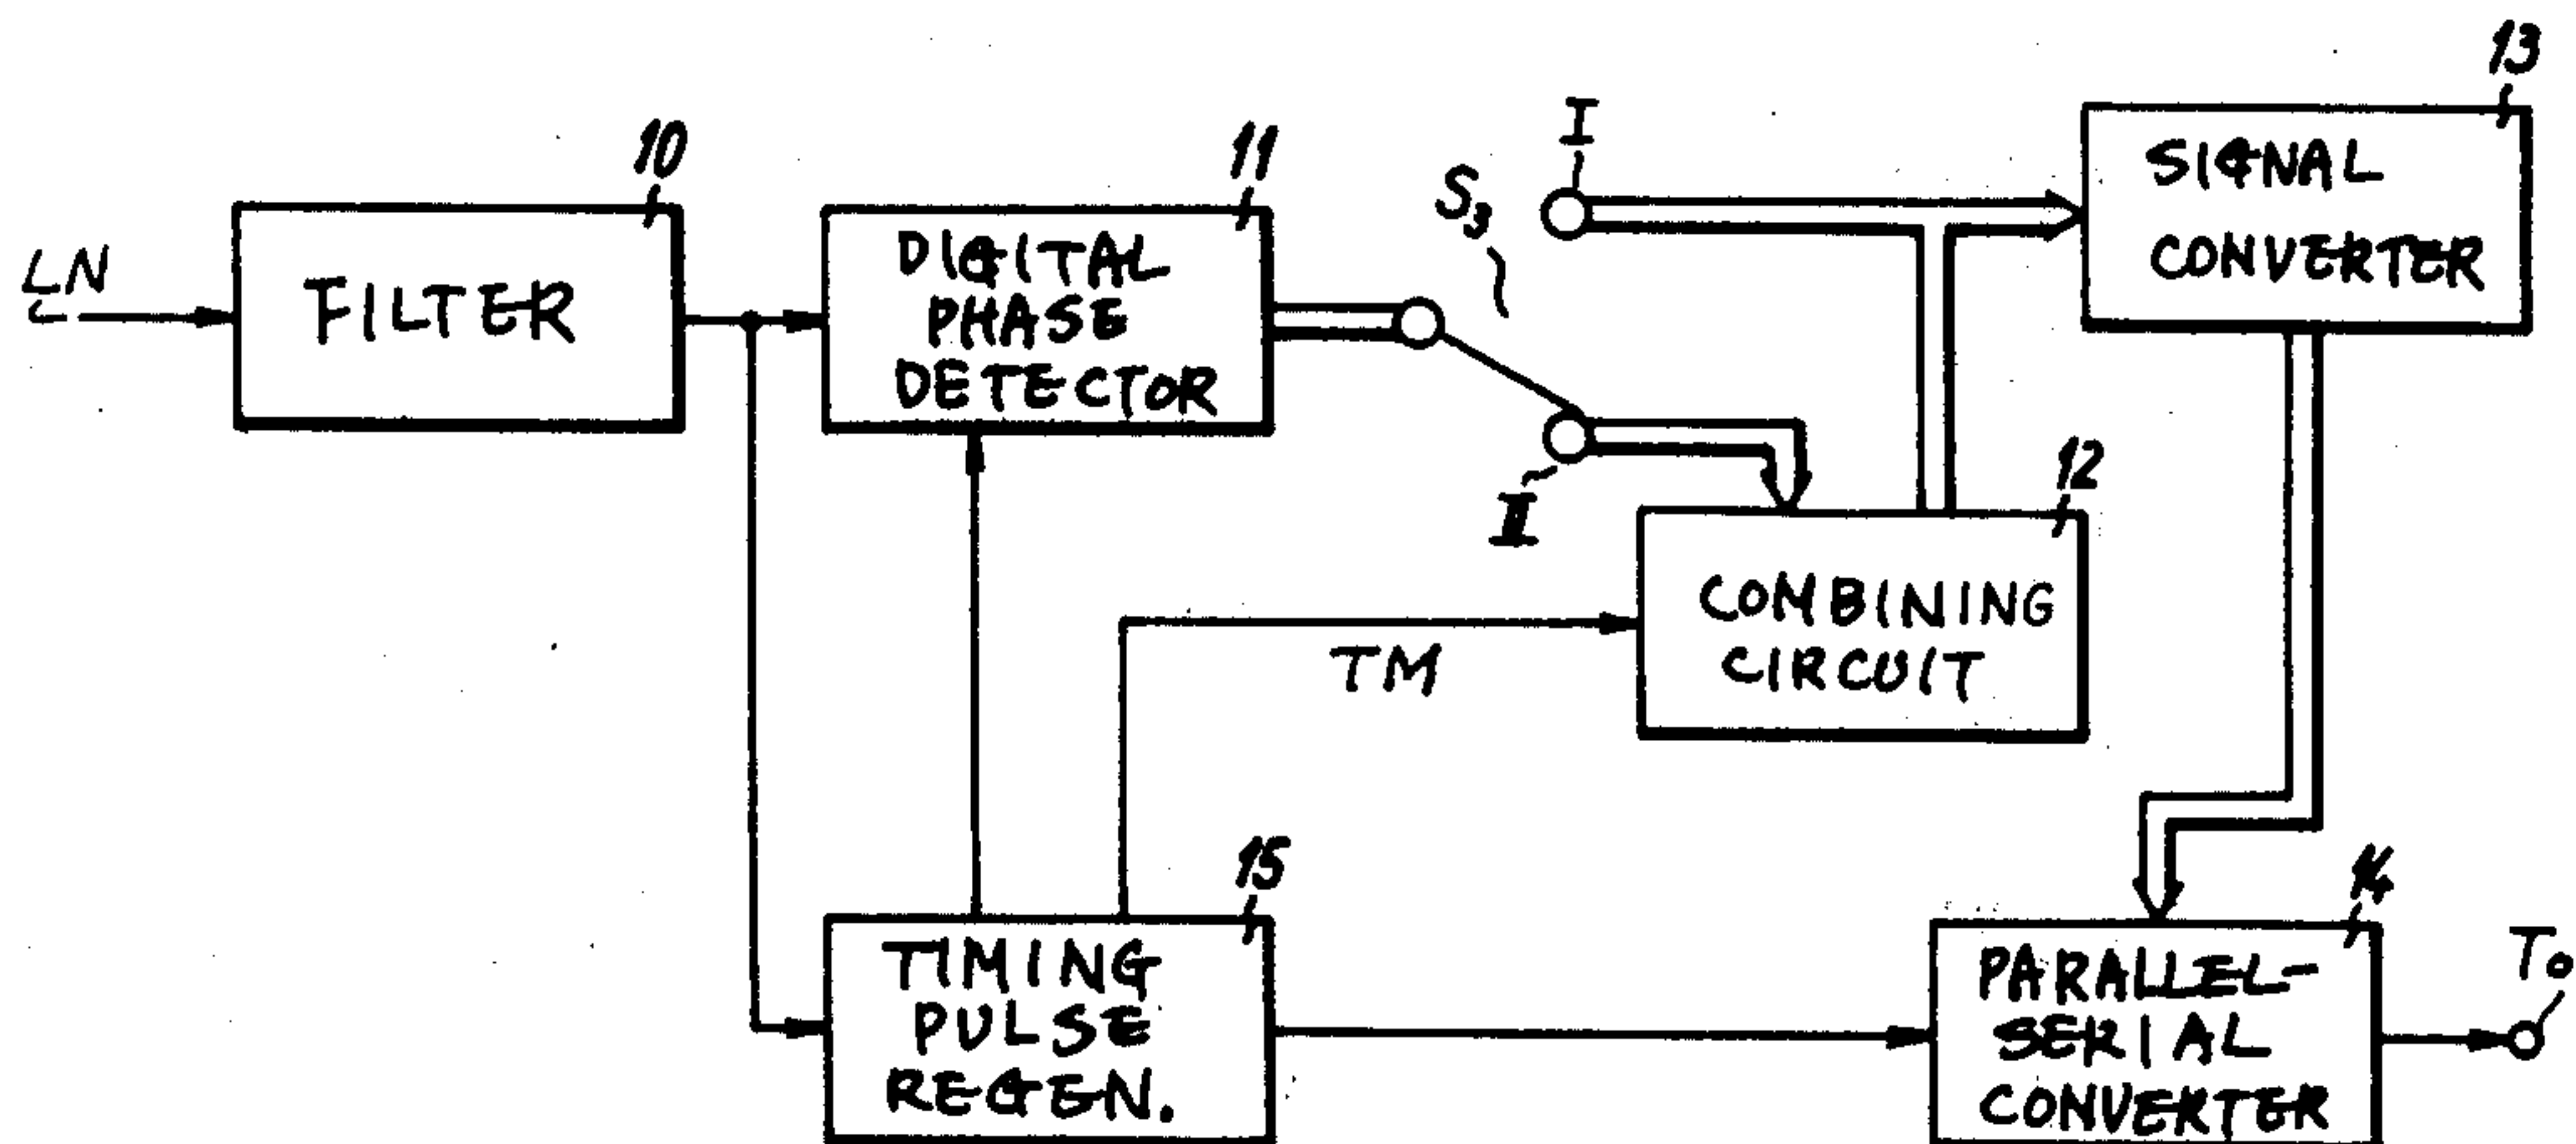 LN
10
FILTER
11
DIGITAL
PHASE
DETECTOR
S3
I
II
13
SIGNAL
CONVERTER
12
COMBINING
CIRCUIT
TM
15
TIMING
PULSE
REGEN.
14
PARALLEL-
SERIAL
CONVERTER
To